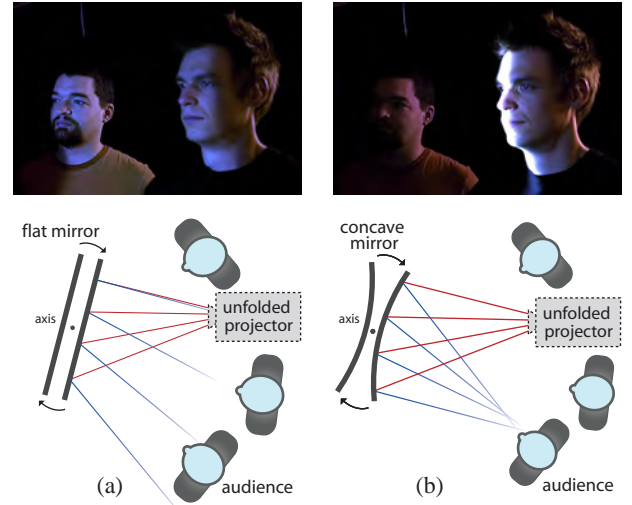 flat mirror
axis
unfolded
projector
(a)
audience
concave
mirror
axis
unfolded
projector
(b)
audience